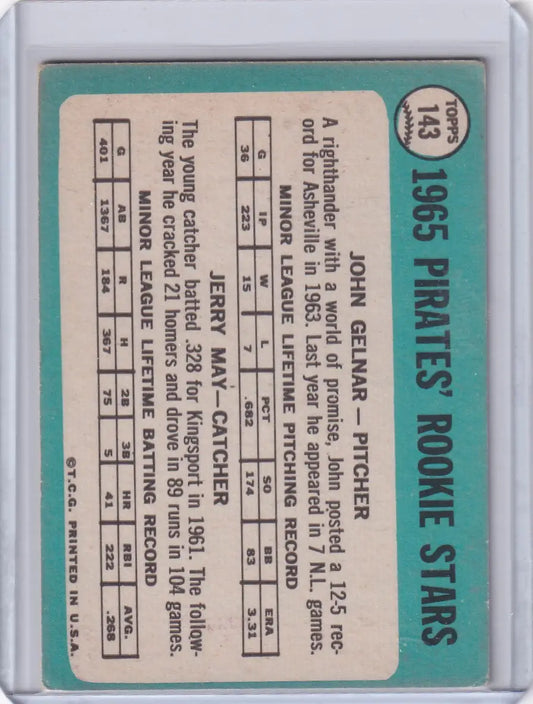 TOPPS
143
1965 PIRATES' ROOKIE STARS
JOHN GELNAR — PITCHER
A righthander with a world of promise, John posted a 12-5 rec-
ord for Asheville in 1963. Last year he appeared in 7 N.L. games.
MINOR LEAGUE LIFETIME PITCHING RECORD
G IP W L PCT SO BB ERA
36 223 15 7 .682 174 83 3.31
JERRY MAY—CATCHER
The young catcher batted .328 for Kingsport in 1961. The follow-
ing year he cracked 21 homers and drove in 89 runs in 104 games.
MINOR LEAGUE LIFETIME BATTING RECORD
G AB R H 2B 3B HR RBI AVG.
401 1367 184 367 75 5 41 222 .268
©T.C.G. PRINTED IN U.S.A.